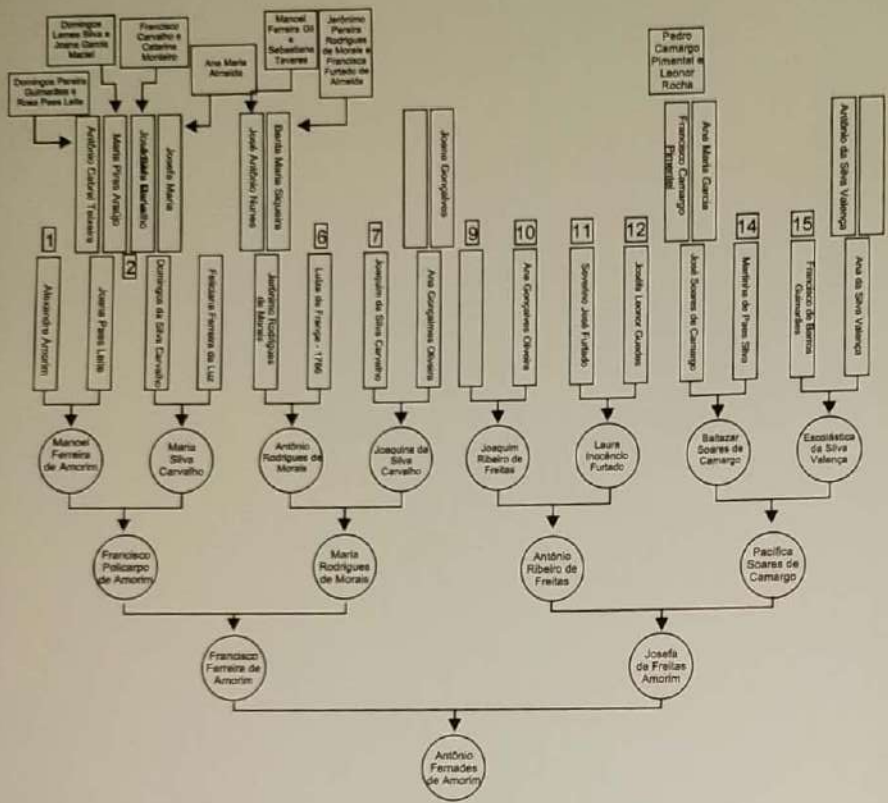 Domingos
Lemes Silva e
Joana Garcia
Maciel
Francisco
Carvalho e
Catarina
Monteiro
Ana Maria
Almeida
Manoel
Ferreira Gil
e
Sebastiana
Tavares
Jerônimo
Pereira
Rodrigues
de Morais e
Francisca
Furtado de
Almeida
Pedro
Camargo
Pimentel e
Leonor
Rocha
Domingos Pereira
Guimarães e
Rosa Paes Leite
Antônio Cabral Teixeira
Maria Pires Araújo
Josefa Maria
José Antônio Nunes
Benta Maria Siqueira
Joana Gonçalves
Francisco Camargo
Pimentel
Ana Maria Garcia
Antônio da Silva Valença
1
2
6
7
9
10
11
12
14
15
Alexandre Amorim
Joana Paes Leite
Domingos da Silva Carvalho
Feliciana Ferreira da Luz
Jerônimo Rodrigues
de Morais
Luiza de França - 1766
Joaquim da Silva Carvalho
Ana Gonçalves Oliveira
Ana Gonçalves Oliveira
Severino José Furtado
Josefa Leonor Guedes
José Soares de Camargo
Martinha de Paes Silva
Francisco de Barros
Guimarães
Ana da Silva Valença
Manoel
Ferreira
de Amorim
Maria
Silva
Carvalho
Antônio
Rodrigues de
Morais
Joaquina da
Silva
Carvalho
Joaquim
Ribeiro de
Freitas
Laura
Inocêncio
Furtado
Baltazar
Soares de
Camargo
Escolástica
da Silva
Valença
Francisco
Policarpo
de Amorim
Maria
Rodrigues
de Morais
Antônio
Ribeiro de
Freitas
Pacífica
Soares de
Camargo
Francisco
Ferreira de
Amorim
Josefa
de Freitas
Amorim
Antônio
Fernades
de Amorim